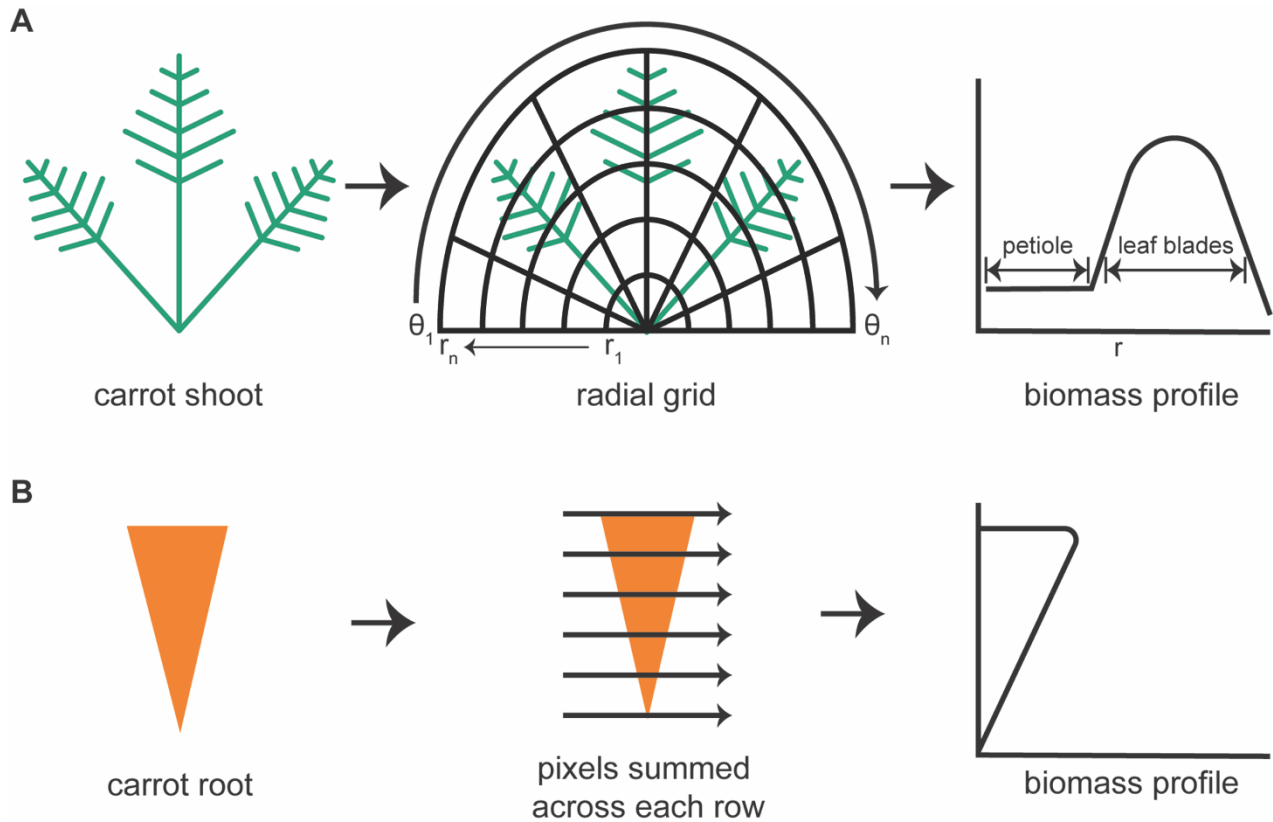 A
petiole
leaf blades
θ1
rn
r1
θn
r
carrot shoot
radial grid
biomass profile
B
carrot root
pixels summed
across each row
biomass profile